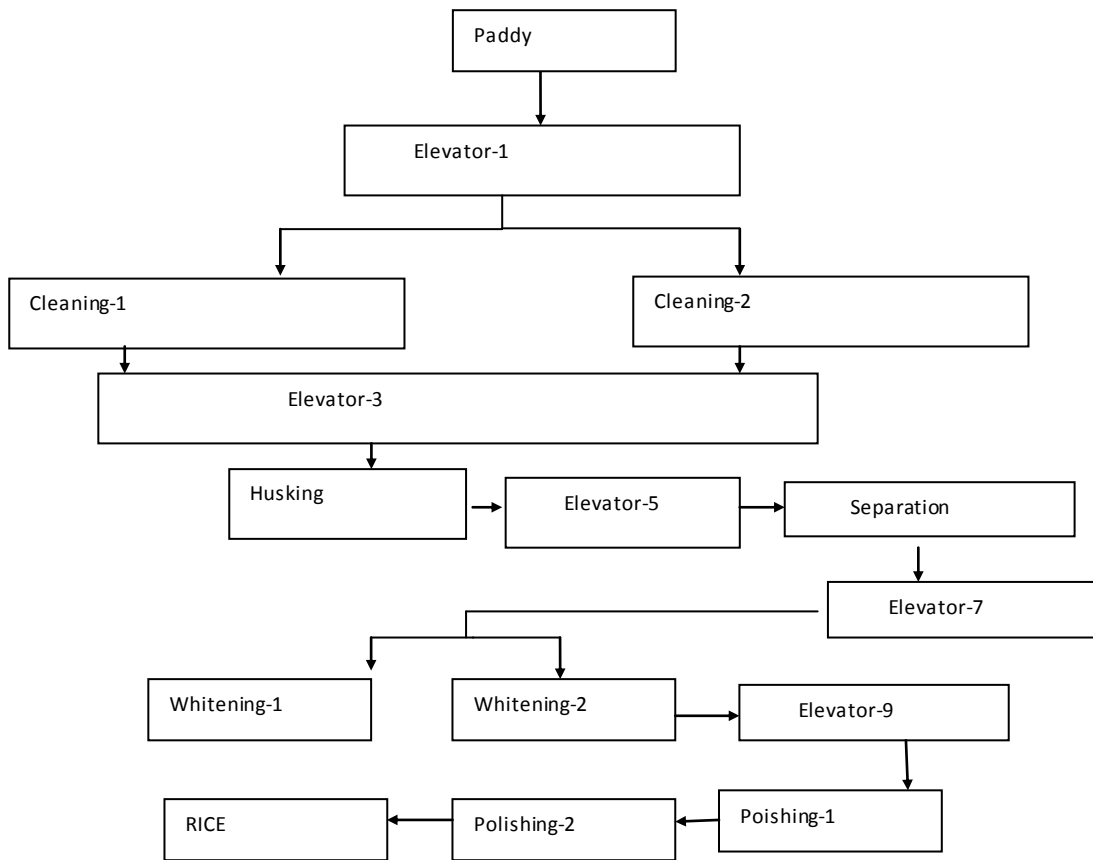 Paddy
Elevator-1
Cleaning-1
Cleaning-2
Elevator-3
Husking
Elevator-5
Separation
Elevator-7
Whitening-1
Whitening-2
Elevator-9
RICE
Polishing-2
Poishing-1